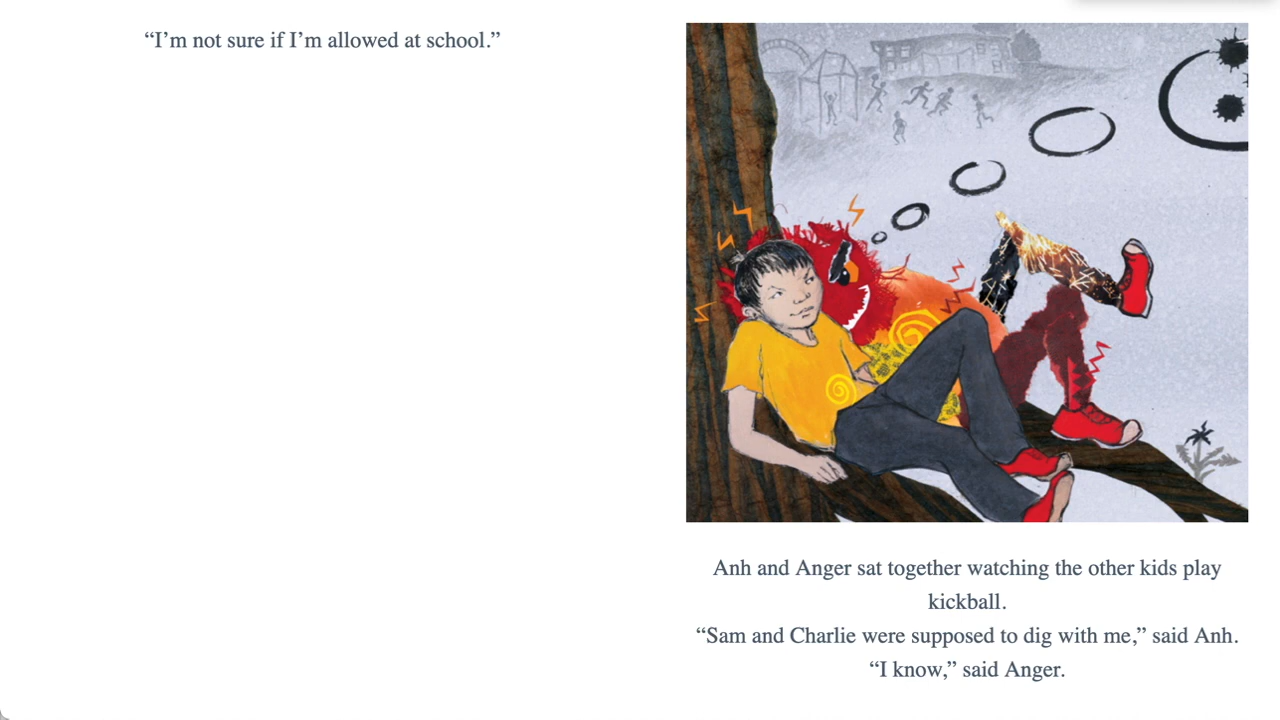 “I’m not sure if I’m allowed at school.”
Anh and Anger sat together watching the other kids play
kickball.
“Sam and Charlie were supposed to dig with me,” said Anh.
“I know,” said Anger.